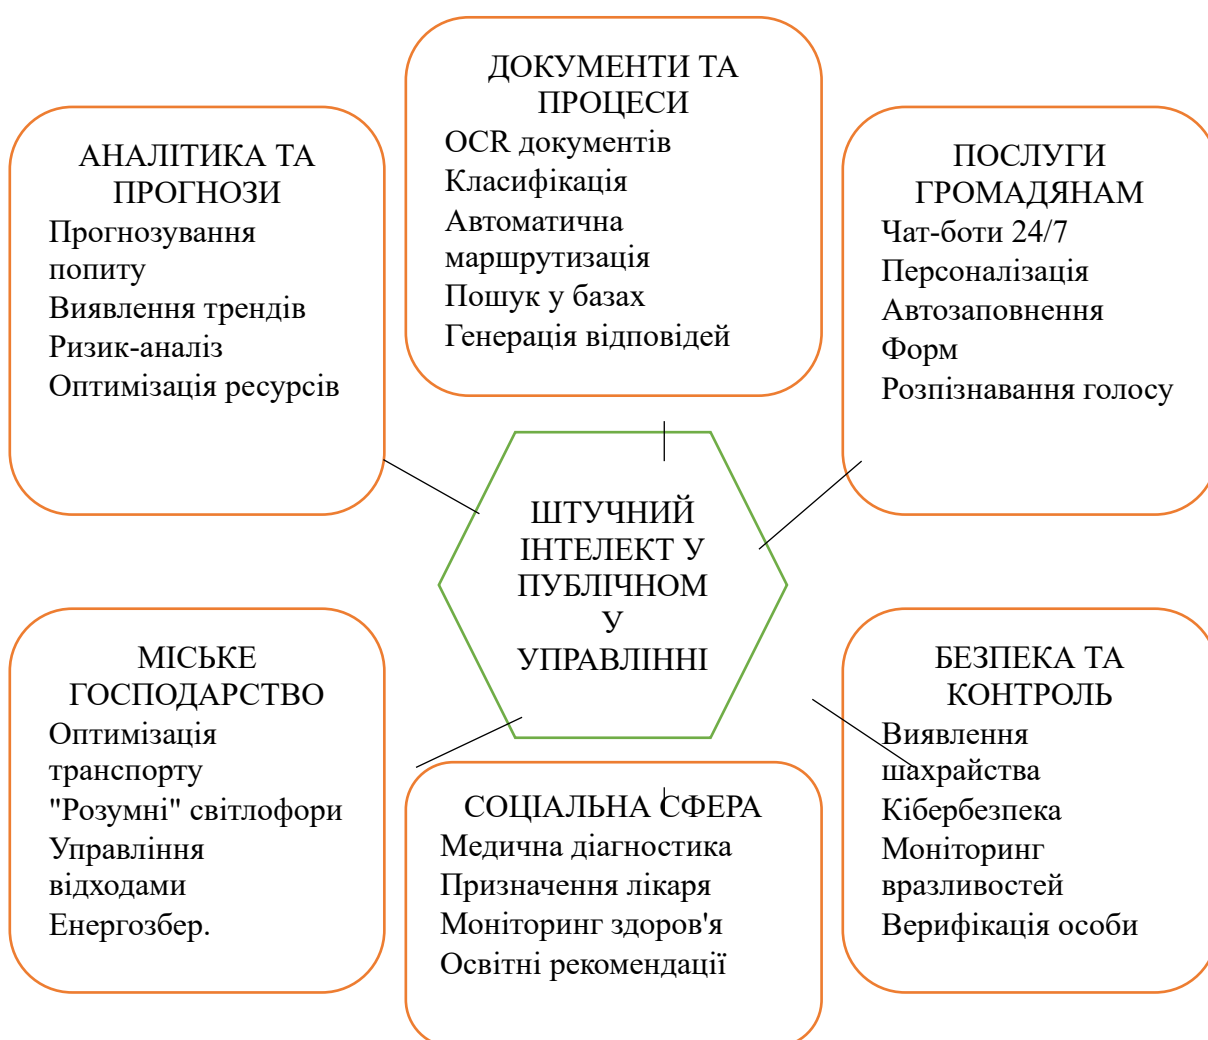 ДОКУМЕНТИ ТА
ПРОЦЕСИ
OCR документів
Класифікація
Автоматична
маршрутизація
Пошук у базах
Генерація відповідей
АНАЛІТИКА ТА
ПРОГНОЗИ
Прогнозування
попиту
Виявлення трендів
Ризик-аналіз
Оптимізація ресурсів
ПОСЛУГИ
ГРОМАДЯНАМ
Чат-боти 24/7
Персоналізація
Автозаповнення
Форм
Розпізнавання голосу
ШТУЧНИЙ
ІНТЕЛЕКТ У
ПУБЛІЧНОМ
У
УПРАВЛІННІ
МІСЬКЕ
ГОСПОДАРСТВО
Оптимізація
транспорту
"Розумні" світлофори
Управління
відходами
Енергозбер.
СОЦІАЛЬНА СФЕРА
Медична діагностика
Призначення лікаря
Моніторинг здоров'я
Освітні рекомендації
БЕЗПЕКА ТА
КОНТРОЛЬ
Виявлення
шахрайства
Кібербезпека
Моніторинг
вразливостей
Верифікація особи